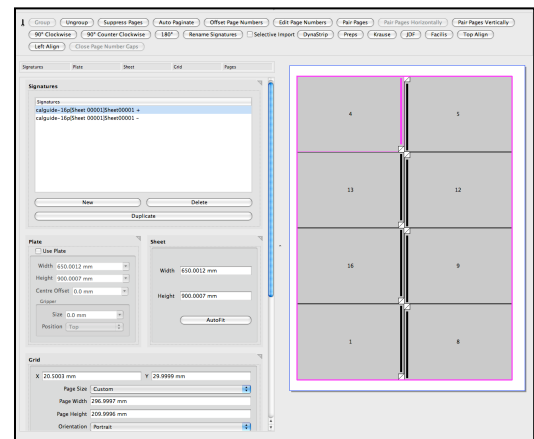 1 Group Ungroup Suppress Pages Auto Paginate Offset Page Numbers Edit Page Numbers Pair Pages Pair Pages Horizontally Pair Pages Vertically
90° Clockwise 90° Counter Clockwise 180° Rename Signatures Selective Import DynaStrip Preps Krause JDF Facilis Top Align
Left Align Close Page Number Gaps
Signatures Plate Sheet Grid Pages
Signatures
Signatures
calguide-16p|Sheet 00001|Sheet00001 +
calguide-16p|Sheet 00001|Sheet00001 -
New Delete
Duplicate
Plate
Use Plate
Width 650.0012 mm
Height 900.0007 mm
Centre Offset 0.0 mm
Gripper
Size 0.0 mm
Position Top
Sheet
Width 650.0012 mm
Height 900.0007 mm
AutoFit
Grid
X 20.5003 mm Y 29.9999 mm
Page Size Custom
Page Width 296.9997 mm
Page Height 209.9996 mm
Orientation Portrait
4 5
13 12
16 9
1 8